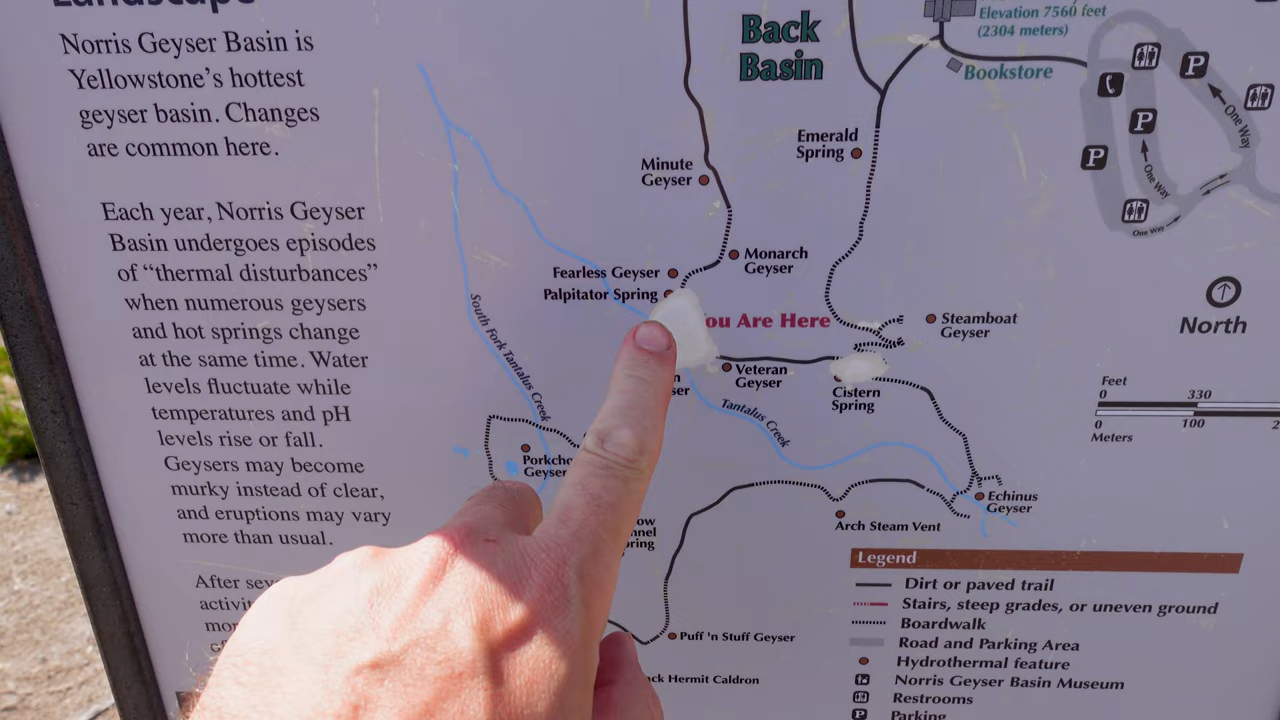 Landscape
Norris Geyser Basin is
Yellowstone's hottest
geyser basin. Changes
are common here.
Each year, Norris Geyser
Basin undergoes episodes
of “thermal disturbances”
when numerous geysers
and hot springs change
at the same time. Water
levels fluctuate while
temperatures and pH
levels rise or fall.
Geysers may become
murky instead of clear,
and eruptions may vary
more than usual.
After
Back
Basin
Elevation 7560 feet
(2304 meters)
Bookstore
P
P
P
One Way
One Way
One Way
Emerald
Spring
Minute
Geyser
Monarch
Geyser
Fearless Geyser
Palpitator Spring
You Are Here
Steamboat
Geyser
North
Veteran
Geyser
Cistern
Spring
South Fork Tantalus Creek
Tantalus Creek
Feet
330
0
100
Meters
Geyser
Echinus
Geyser
Arch Steam Vent
Puff 'n Stuff Geyser
Hermit Caldron
Legend
Dirt or paved trail
Stairs, steep grades, or uneven ground
Boardwalk
Road and Parking Area
Hydrothermal feature
Norris Geyser Basin Museum
Restrooms
P Parking